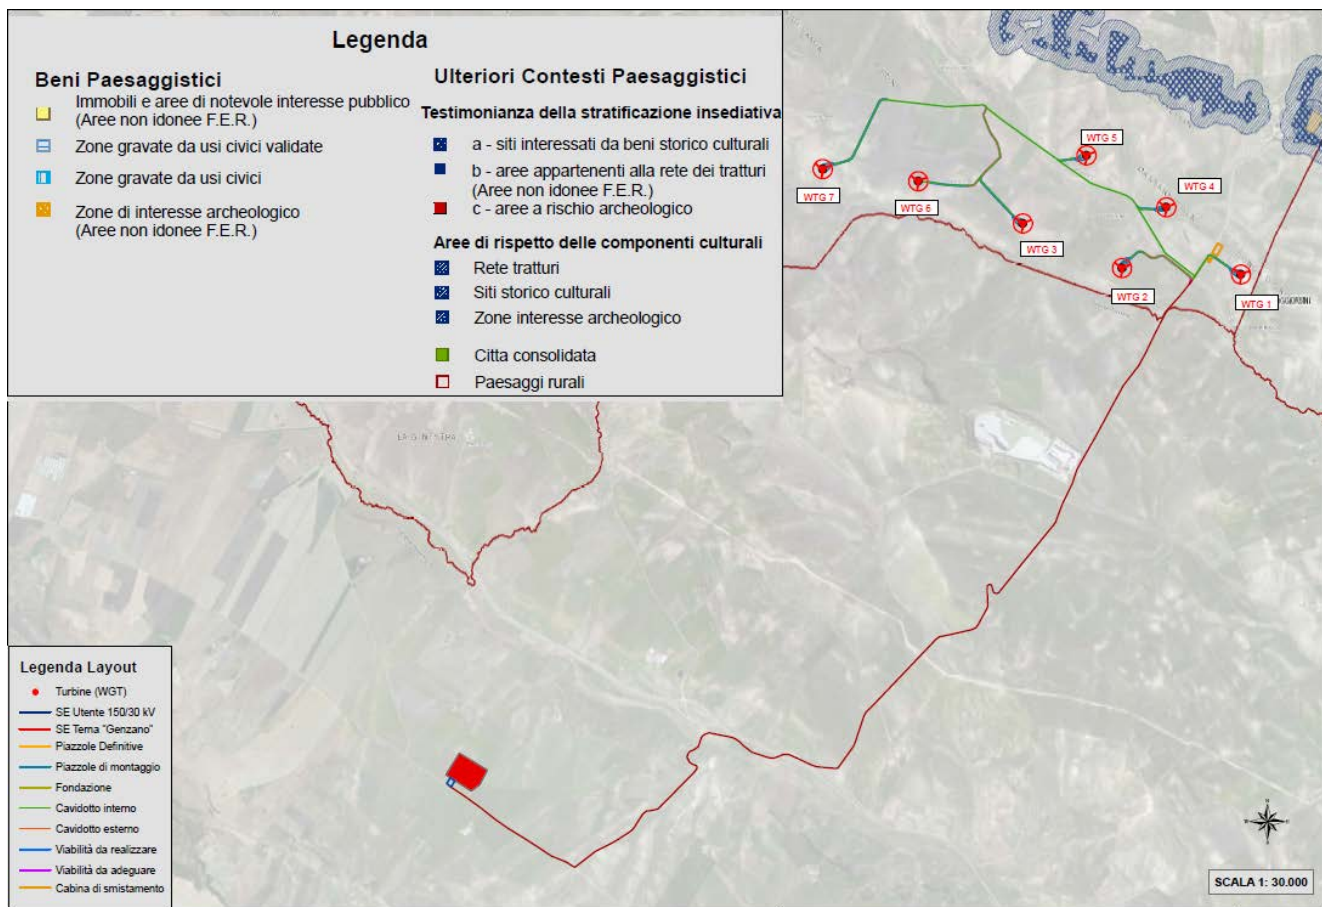 Legenda
Beni Paesaggistici
Immobili e aree di notevole interesse pubblico
(Aree non idonee F.E.R.)
Zone gravate da usi civici validate
Zone gravate da usi civici
Zone di interesse archeologico
(Aree non idonee F.E.R.)
Ulteriori Contesti Paesaggistici
Testimonianza della stratificazione insediativa
a - siti interessati da beni storico culturali
b - aree appartenenti alla rete dei tratturi
(Aree non idonee F.E.R.)
c - aree a rischio archeologico
Aree di rispetto delle componenti culturali
Rete tratturi
Siti storico culturali
Zone interesse archeologico
Citta consolidata
Paesaggi rurali
WTG 5
WTG 7
WTG 6
WTG 4
WTG 3
WTG 2
WTG 1
Legenda Layout
Turbine (WGT)
SE Utente 150/30 kV
SE Terna "Genzano"
Piazzole Definitive
Piazzole di montaggio
Fondazione
Cavidotto interno
Cavidotto esterno
Viabilità da realizzare
Viabilità da adeguare
Cabina di smistamento
SCALA 1: 30.000